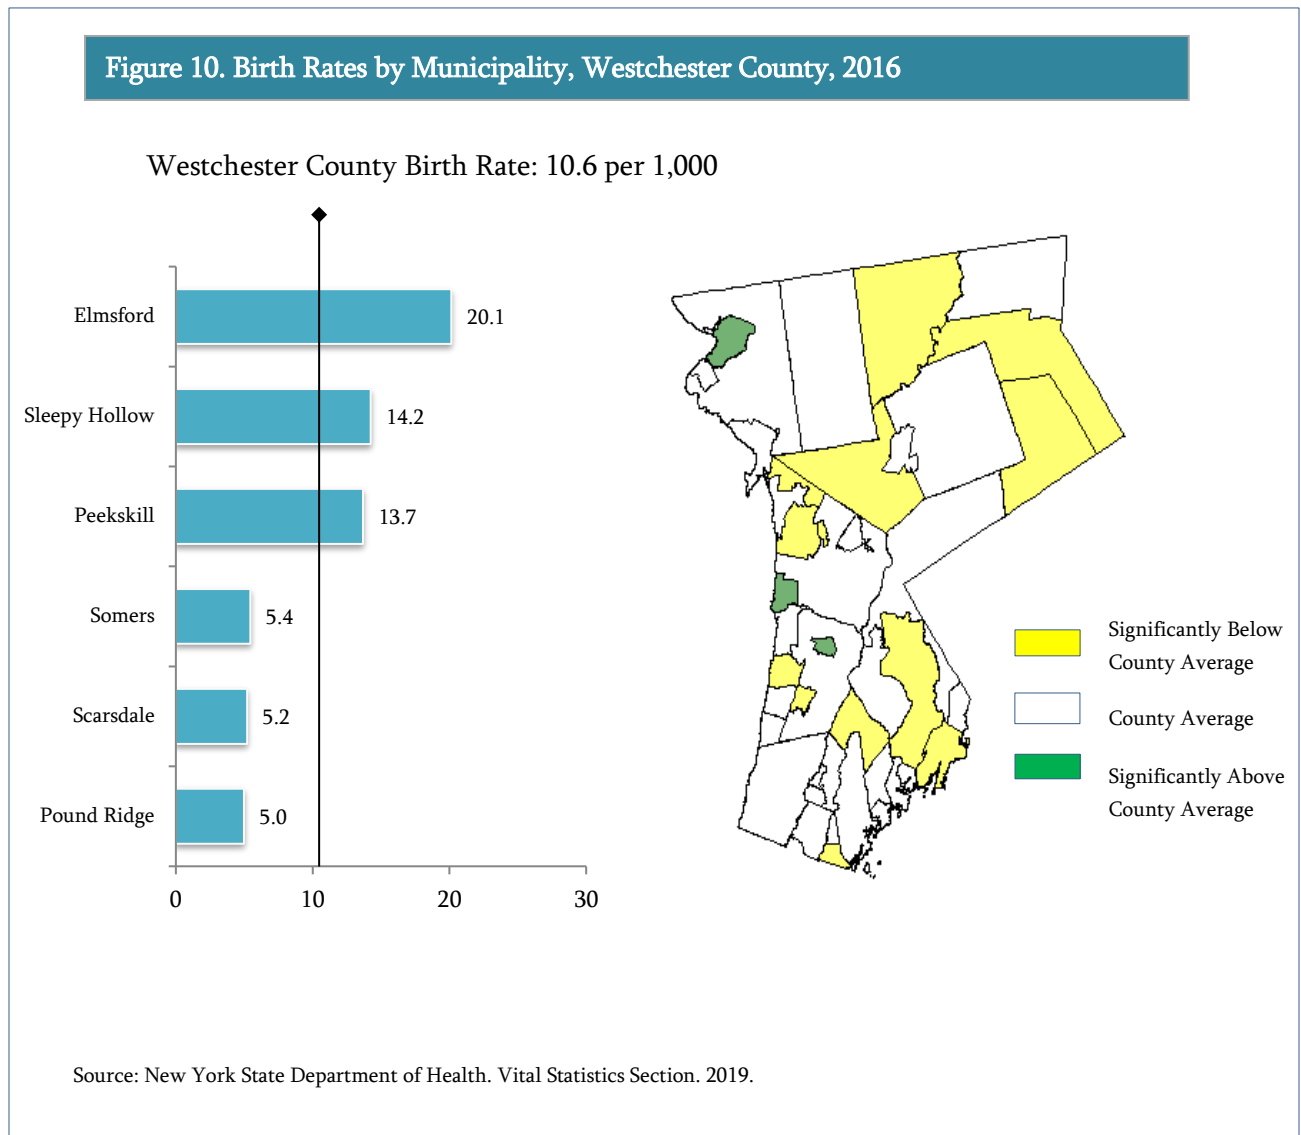 Figure 10. Birth Rates by Municipality, Westchester County, 2016
Westchester County Birth Rate: 10.6 per 1,000
Elmsford 20.1
Sleepy Hollow 14.2
Peekskill 13.7
Somers 5.4
Scarsdale 5.2
Pound Ridge 5.0
0 10 20 30
Significantly Below
County Average
County Average
Significantly Above
County Average
Source: New York State Department of Health. Vital Statistics Section. 2019.